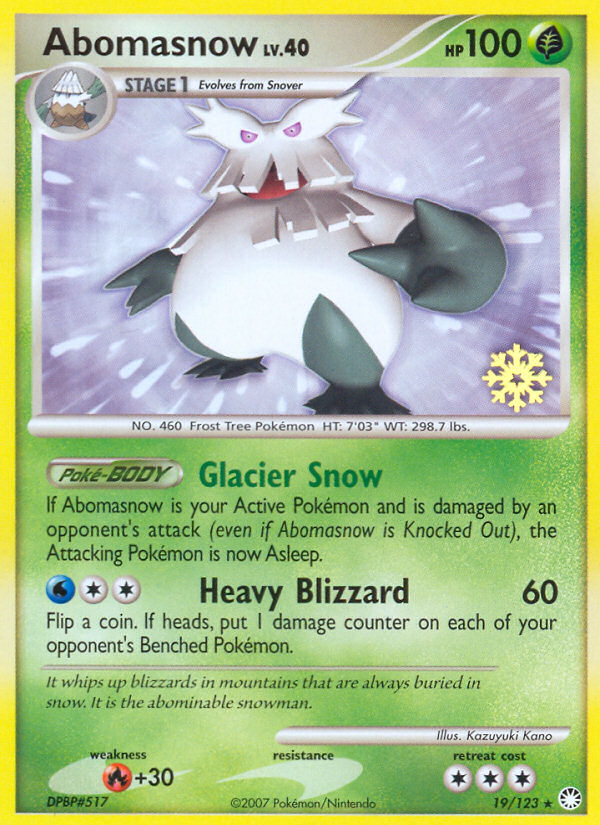 Abomasnow LV.40 HP 100
STAGE 1 Evolves from Snover
NO. 460 Frost Tree Pokémon HT: 7'03" WT: 298.7 lbs.
Poké-BODY Glacier Snow
If Abomasnow is your Active Pokémon and is damaged by an
opponent's attack (even if Abomasnow is Knocked Out), the
Attacking Pokémon is now Asleep.
Heavy Blizzard 60
Flip a coin. If heads, put 1 damage counter on each of your
opponent's Benched Pokémon.
It whips up blizzards in mountains that are always buried in
snow. It is the abominable snowman.
Illus. Kazuyuki Kano
weakness resistance retreat cost
+30
DPBP#517 ©2007 Pokémon/Nintendo 19/123 ★